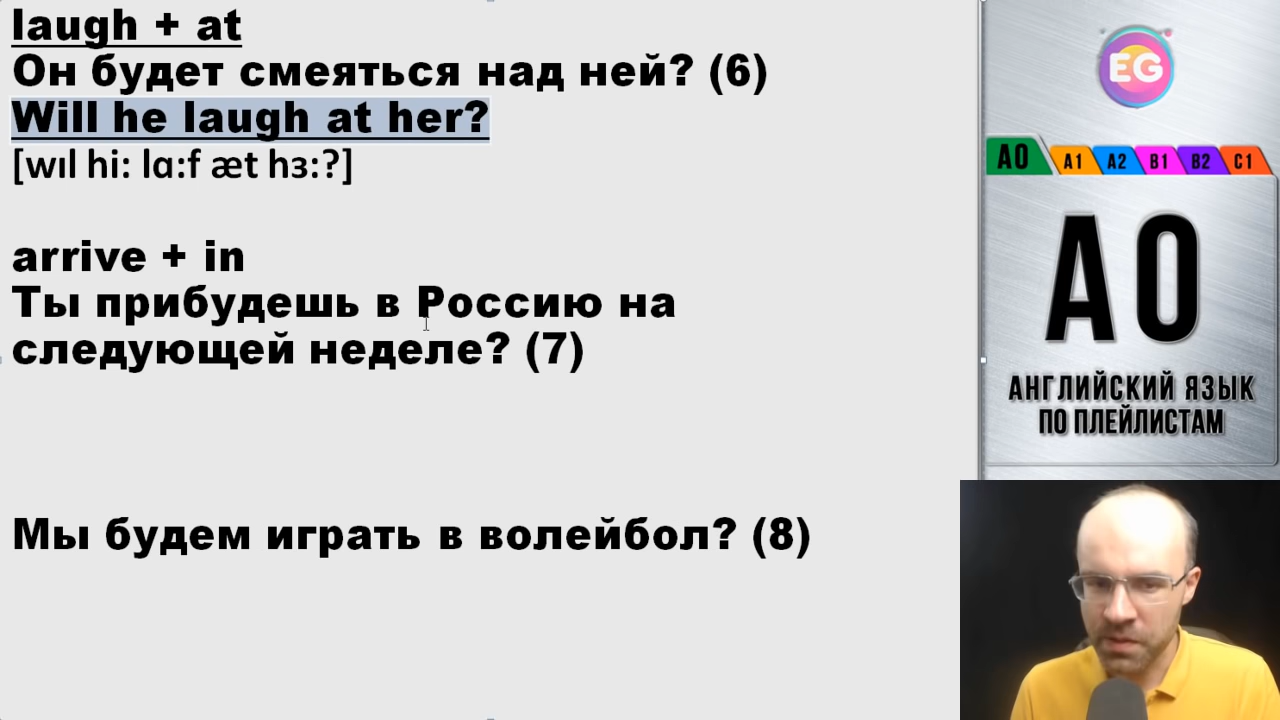 laugh + at
Он будет смеяться над ней? (6)
Will he laugh at her?
[wɪl hi: lɑ:f æt hɜ:?]
arrive + in
Ты прибудешь в Россию на
следующей неделе? (7)
Мы будем играть в волейбол? (8)
EG
A0 A1 A2 B1 B2 C1
A0
АНГЛИЙСКИЙ ЯЗЫК
ПО ПЛЕЙЛИСТАМ